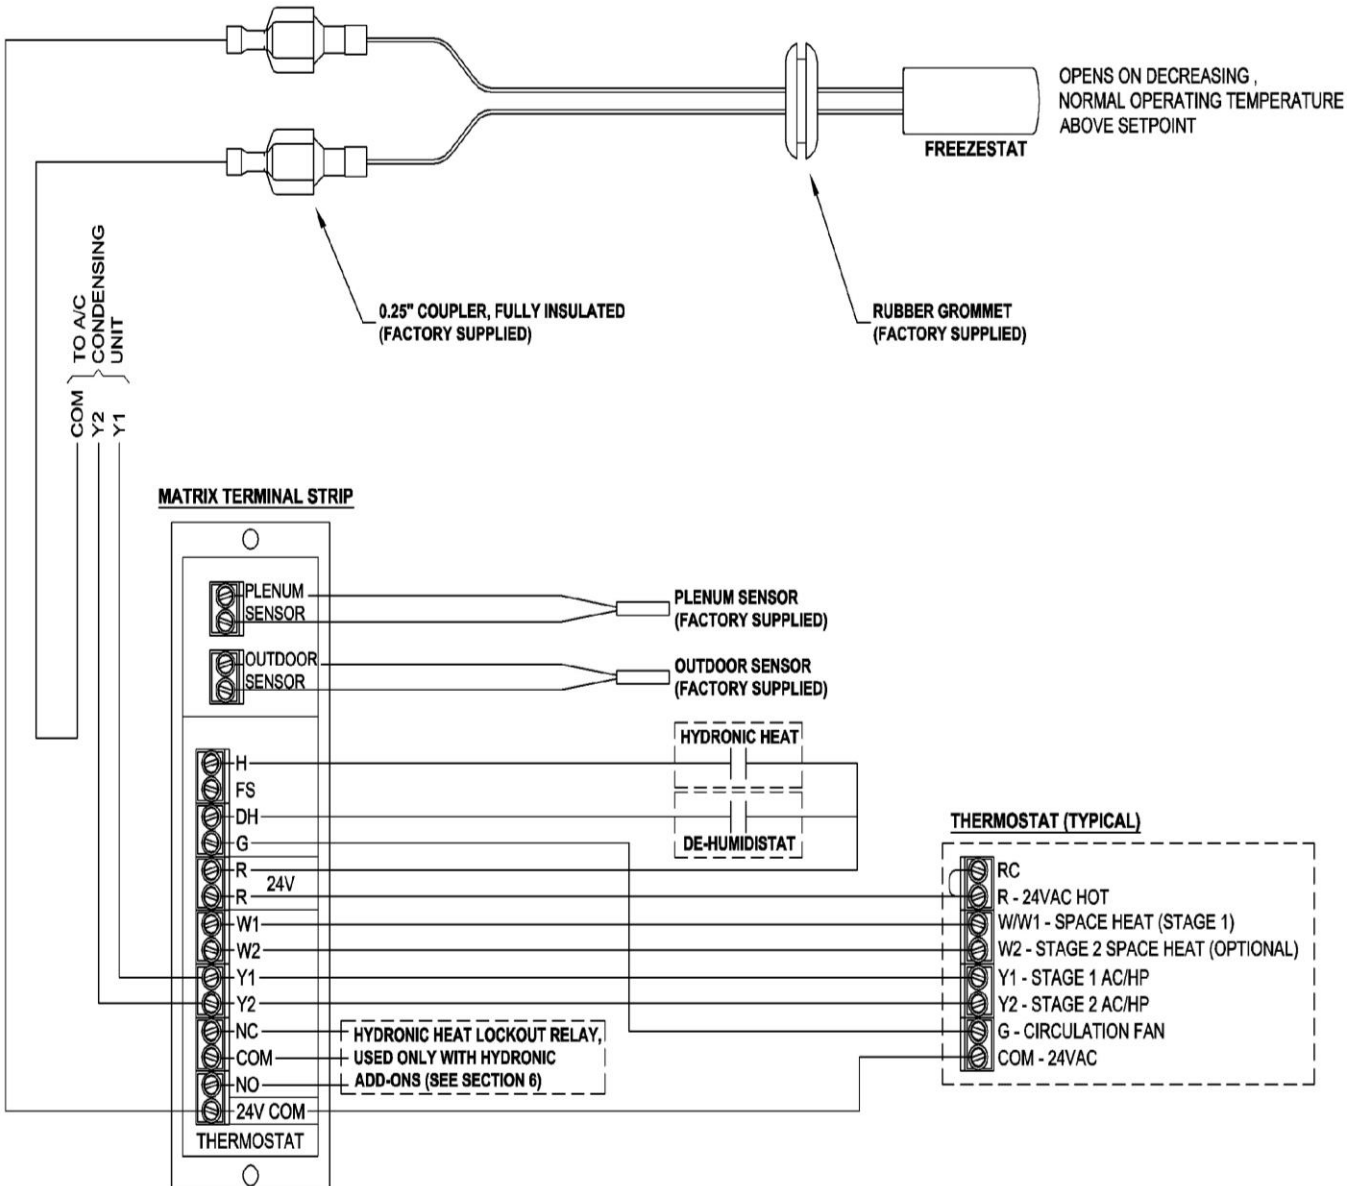 OPENS ON DECREASING ,
NORMAL OPERATING TEMPERATURE
ABOVE SETPOINT
FREEZESTAT
TO A/C
CONDENSING
UNIT
0.25" COUPLER, FULLY INSULATED
(FACTORY SUPPLIED)
RUBBER GROMMET
(FACTORY SUPPLIED)
COM
Y2
Y1
MATRIX TERMINAL STRIP
PLENUM
SENSOR
PLENUM SENSOR
(FACTORY SUPPLIED)
OUTDOOR
SENSOR
OUTDOOR SENSOR
(FACTORY SUPPLIED)
HYDRONIC HEAT
DE-HUMIDISTAT
H
FS
DH
G
R
24V
R
W1
W2
Y1
Y2
NC
COM
NO
24V COM
THERMOSTAT
HYDRONIC HEAT LOCKOUT RELAY,
USED ONLY WITH HYDRONIC
ADD-ONS (SEE SECTION 6)
THERMOSTAT (TYPICAL)
RC
R - 24VAC HOT
W/W1 - SPACE HEAT (STAGE 1)
W2 - STAGE 2 SPACE HEAT (OPTIONAL)
Y1 - STAGE 1 AC/HP
Y2 - STAGE 2 AC/HP
G - CIRCULATION FAN
COM - 24VAC